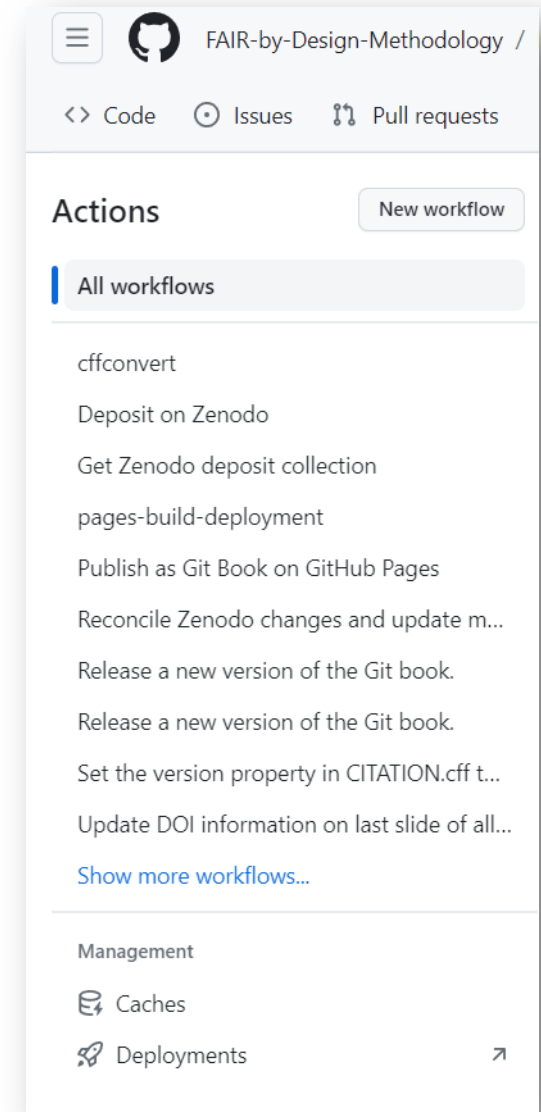 FAIR-by-Design-Methodology /
Code Issues Pull requests
Actions New workflow
All workflows
cffconvert
Deposit on Zenodo
Get Zenodo deposit collection
pages-build-deployment
Publish as Git Book on GitHub Pages
Reconcile Zenodo changes and update m...
Release a new version of the Git book.
Release a new version of the Git book.
Set the version property in CITATION.cff t...
Update DOI information on last slide of all...
Show more workflows...
Management
Caches
Deployments